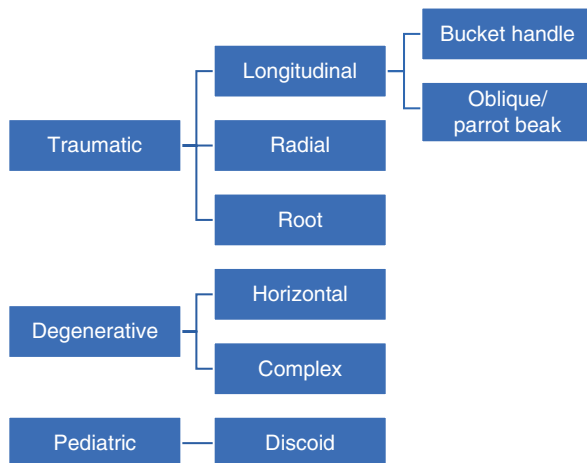 Bucket handle
Longitudinal
Oblique/
parrot beak
Traumatic
Radial
Root
Horizontal
Degenerative
Complex
Pediatric
Discoid